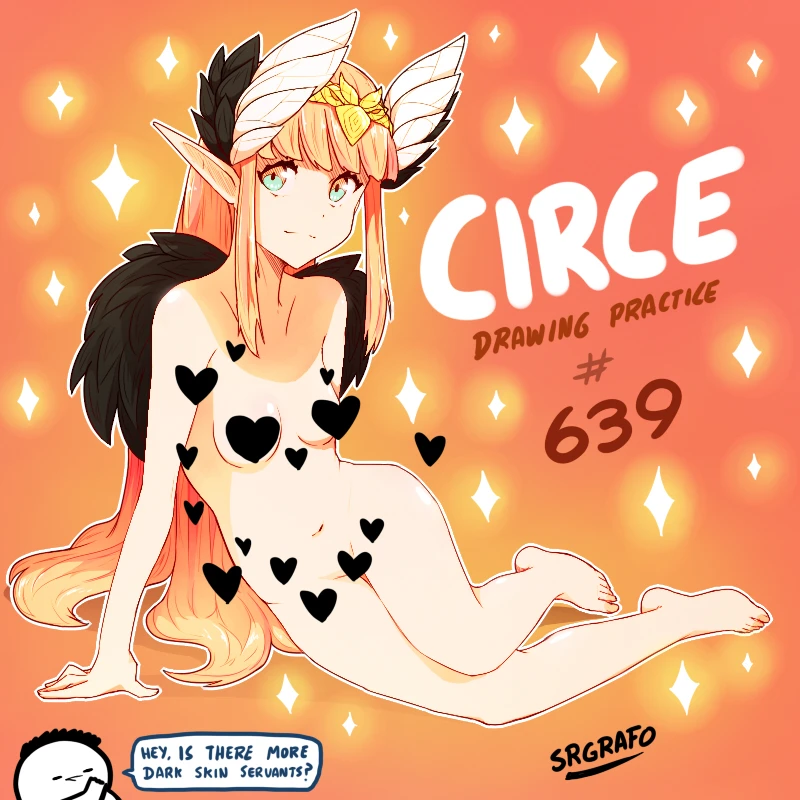 CIRCE
DRAWING PRACTICE
#
639
HEY, IS THERE MORE
DARK SKIN SERVANTS?
SRGRAFO